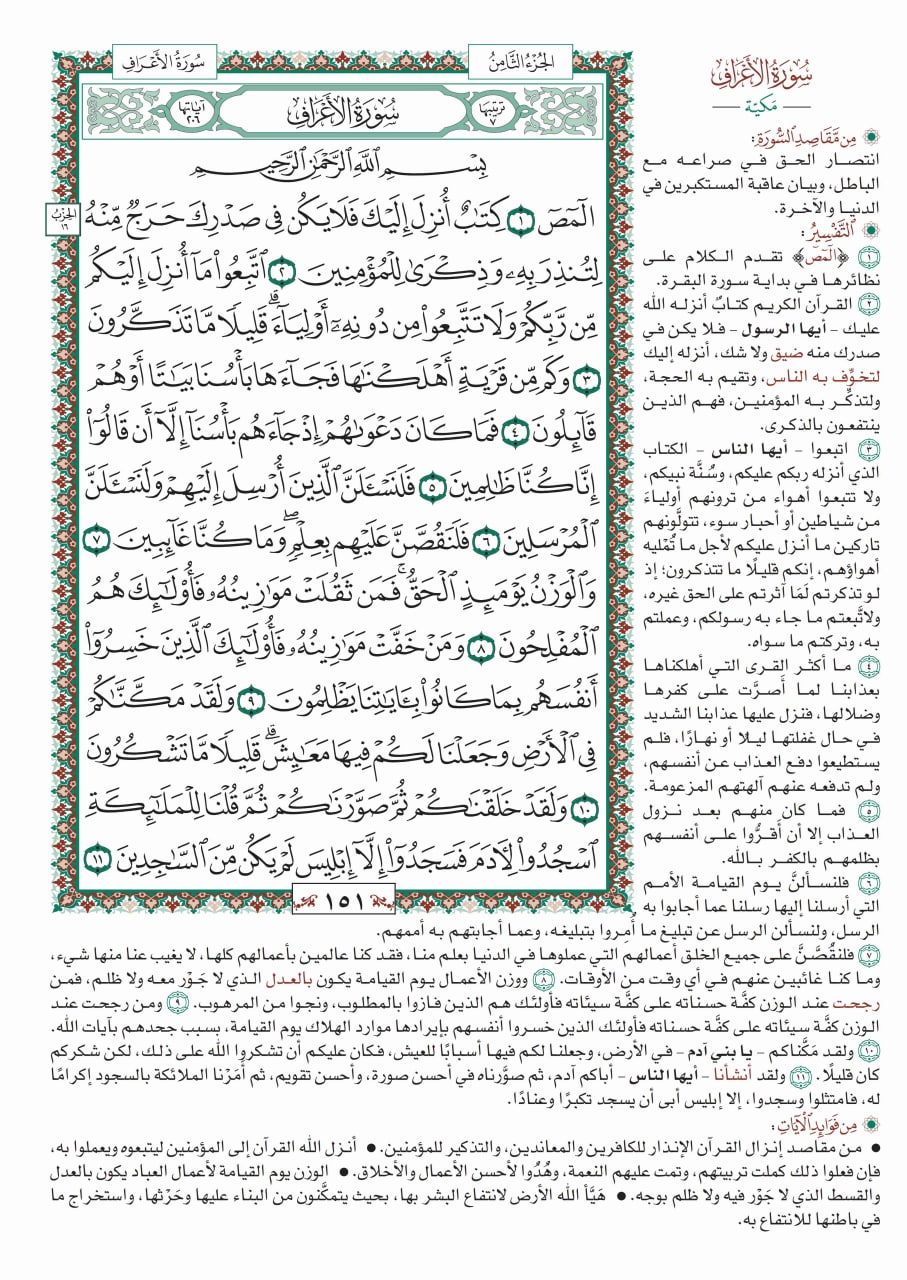 سُورَةُ الأَعْرَافِ
الجُزْءُ الثَّامِنُ
ترتيبها ٧
سُورَةُ الأَعْرَافِ
آياتها ٢٠٦
بِسْمِ ٱللَّهِ ٱلرَّحْمَٰنِ ٱلرَّحِيمِ
الٓمٓصٓ ١ كِتَٰبٌ أُنزِلَ إِلَيْكَ فَلَا يَكُن فِي صَدْرِكَ حَرَجٌ مِّنْهُ
الحِزْبُ ١٦
لِتُنذِرَ بِهِۦ وَذِكْرَىٰ لِلْمُؤْمِنِينَ ٢ ٱتَّبِعُوا۟ مَآ أُنزِلَ إِلَيْكُم
مِّن رَّبِّكُمْ وَلَا تَتَّبِعُوا۟ مِن دُونِهِۦٓ أَوْلِيَآءَۗ قَلِيلًا مَّا تَذَكَّرُونَ
٣ وَكَم مِّن قَرْيَةٍ أَهْلَكْنَٰهَا فَجَآءَهَا بَأْسُنَا بَيَٰتًا أَوْ هُمْ
قَآئِلُونَ ٤ فَمَا كَانَ دَعْوَىٰهُمْ إِذْ جَآءَهُم بَأْسُنَآ إِلَّآ أَن قَالُوٓا۟
إِنَّا كُنَّا ظَٰلِمِينَ ٥ فَلَنَسْـَٔلَنَّ ٱلَّذِينَ أُرْسِلَ إِلَيْهِمْ وَلَنَسْـَٔلَنَّ
ٱلْمُرْسَلِينَ ٦ فَلَنَقُصَّنَّ عَلَيْهِم بِعِلْمٍۖ وَمَا كُنَّا غَآئِبِينَ ٧
وَٱلْوَزْنُ يَوْمَئِذٍ ٱلْحَقُّۚ فَمَن ثَقُلَتْ مَوَٰزِينُهُۥ فَأُو۟لَٰٓئِكَ هُمُ
ٱلْمُفْلِحُونَ ٨ وَمَنْ خَفَّتْ مَوَٰزِينُهُۥ فَأُو۟لَٰٓئِكَ ٱلَّذِينَ خَسِرُوٓا۟
أَنفُسَهُم بِمَا كَانُوا۟ بِـَٔايَٰتِنَا يَظْلِمُونَ ٩ وَلَقَدْ مَكَّنَّٰكُمْ
فِي ٱلْأَرْضِ وَجَعَلْنَا لَكُمْ فِيهَا مَعَٰيِشَۗ قَلِيلًا مَّا تَشْكُرُونَ
١٠ وَلَقَدْ خَلَقْنَٰكُمْ ثُمَّ صَوَّرْنَٰكُمْ ثُمَّ قُلْنَا لِلْمَلَٰٓئِكَةِ
ٱسْجُدُوا۟ لِـَٔادَمَ فَسَجَدُوٓا۟ إِلَّآ إِبْلِيسَ لَمْ يَكُن مِّنَ ٱلسَّٰجِدِينَ ١١
١٥١
سُورَةُ الأَعْرَافِ
مَكيّة
مِن مَّقَاصِدِ السُّورَةِ:
انتصار الحق في صراعه مع
الباطل، وبيان عاقبة المستكبرين في
الدنيا والآخرة.
التَّفْسِيرُ:
١ ﴿الٓمٓصٓ﴾ تقدم الكلام على
نظائرها في بداية سورة البقرة.
٢ القرآن الكريم كتابٌ أنزله الله
عليك – أيها الرسول – فلا يكن في
صدرك منه ضيق ولا شك، أنزله إليك
لتخوِّف به الناس، وتقيم به الحجة،
ولتذكِّر به المؤمنين، فهم الذين
ينتفعون بالذكرى.
٣ اتبعوا – أيها الناس – الكتاب
الذي أنزله ربكم عليكم، وسُنَّة نبيكم،
ولا تتبعوا أهواء من ترونهم أولياءَ
من شياطين أو أحبار سوء، تتولَّونهم
تاركين ما أنزل عليكم لأجل ما تُمْليه
أهواؤهم، إنكم قليلًا ما تتذكرون؛ إذ
لو تذكرتم لَمَا آثرتم على الحق غيره،
ولاتَّبعتم ما جاء به رسولكم، وعملتم
به، وتركتم ما سواه.
٤ ما أكثر القرى التي أهلكناها
بعذابنا لما أصرَّت على كفرها
وضلالها، فنزل عليها عذابنا الشديد
في حال غفلتها ليلًا أو نهارًا، فلم
يستطيعوا دفع العذاب عن أنفسهم،
ولم تدفعه عنهم آلهتهم المزعومة.
٥ فما كان منهم بعد نزول
العذاب إلا أن أقرُّوا على أنفسهم
بظلمهم بالكفر بـالله.
٦ فلنسألنَّ يوم القيامة الأمم
التي أرسلنا إليها رسلنا عما أجابوا به
الرسل، ولنسألن الرسل عن تبليغ ما أُمِروا بتبليغه، وعما أجابتهم به أممهم.
٧ فلنقُصَّنَّ على جميع الخلق أعمالهم التي عملوها في الدنيا بعلم منا، فقد كنا عالمين بأعمالهم كلها، لا يغيب عنا منها شيء،
وما كنا غائبين عنهم في أي وقت من الأوقات. ٨ ووزن الأعمال يوم القيامة يكون بالعدل الذي لا جَوْر معه ولا ظلم، فمن
رجحت عند الوزن كفَّة حسناته على كفَّة سيئاته فأولئك هم الذين فازوا بالمطلوب، ونجوا من المرهوب. ٩ ومن رجحت عند
الوزن كفَّة سيئاته على كفَّة حسناته فأولئك الذين خسروا أنفسهم بإيرادها موارد الهلاك يوم القيامة، بسبب جحدهم بآيات الله.
١٠ ولقد مَكَّناكم – يا بني آدم – في الأرض، وجعلنا لكم فيها أسبابًا للعيش، فكان عليكم أن تشكروا الله على ذلك، لكن شكركم
كان قليلًا. ١١ ولقد أنشأنا – أيها الناس – أباكم آدم، ثم صوَّرناه في أحسن صورة، وأحسن تقويم، ثم أمَرْنا الملائكة بالسجود إكرامًا
له، فامتثلوا وسجدوا، إلا إبليس أبى أن يسجد تكبرًا وعنادًا.
مِن فَوَائِدِ الآيَاتِ:
• من مقاصد إنزال القرآن الإنذار للكافرين والمعاندين، والتذكير للمؤمنين. • أنزل الله القرآن إلى المؤمنين ليتبعوه ويعملوا به،
فإن فعلوا ذلك كملت تربيتهم، وتمت عليهم النعمة، وهُدُوا لأحسن الأعمال والأخلاق. • الوزن يوم القيامة لأعمال العباد يكون بالعدل
والقسط الذي لا جَوْر فيه ولا ظلم بوجه. • هَيَّأ الله الأرض لانتفاع البشر بها، بحيث يتمكَّنون من البناء عليها وحَرْثها، واستخراج ما
في باطنها للانتفاع به.